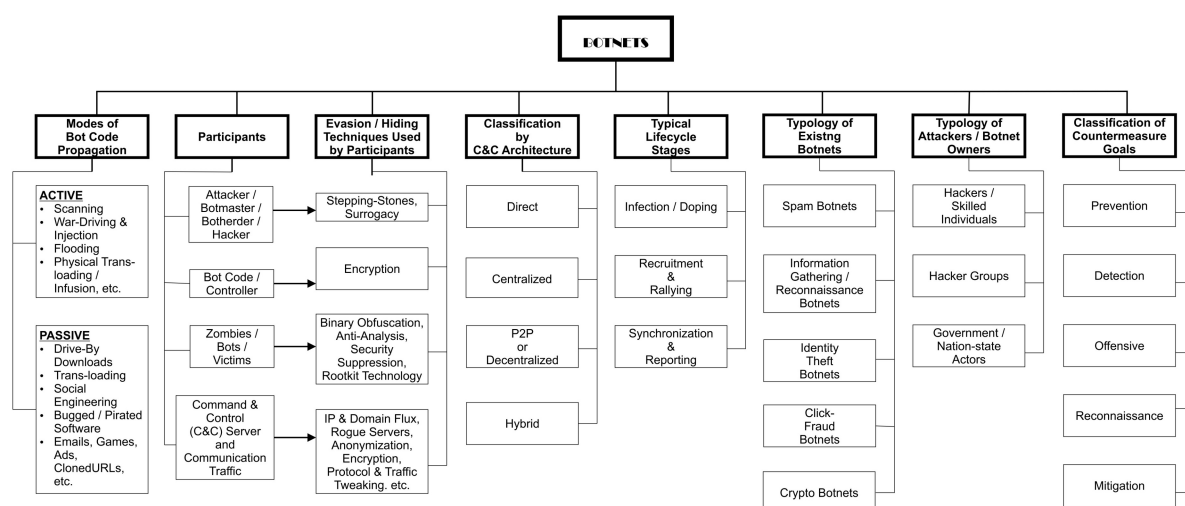 BOTNETS
Modes of
Bot Code
Propagation
ACTIVE
• Scanning
• War-Driving &
Injection
• Flooding
• Physical Trans-
loading /
Infusion, etc.
PASSIVE
• Drive-By
Downloads
• Trans-loading
• Social
Engineering
• Bugged / Pirated
Software
• Emails, Games,
Ads,
ClonedURLs,
etc.
Participants
Attacker /
Botmaster /
Botherder /
Hacker
Bot Code /
Controller
Zombies /
Bots /
Victims
Command &
Control
(C&C) Server
and
Communication
Traffic
Evasion / Hiding
Techniques Used
by Participants
Stepping-Stones,
Surrogacy
Encryption
Binary Obfuscation,
Anti-Analysis,
Security
Suppression,
Rootkit Technology
IP & Domain Flux,
Rogue Servers,
Anonymization,
Encryption,
Protocol & Traffic
Tweaking. etc.
Classification
by
C&C Architecture
Direct
Centralized
P2P
or
Decentralized
Hybrid
Typical
Lifecycle
Stages
Infection / Doping
Recruitment
&
Rallying
Synchronization
&
Reporting
Typology of
Existng
Botnets
Spam Botnets
Information
Gathering /
Reconnaissance
Botnets
Identity
Theft
Botnets
Click-
Fraud
Botnets
Crypto Botnets
Typology of
Attackers / Botnet
Owners
Hackers /
Skilled
Individuals
Hacker Groups
Government /
Nation-state
Actors
Classification of
Countermeasure
Goals
Prevention
Detection
Offensive
Reconnaissance
Mitigation